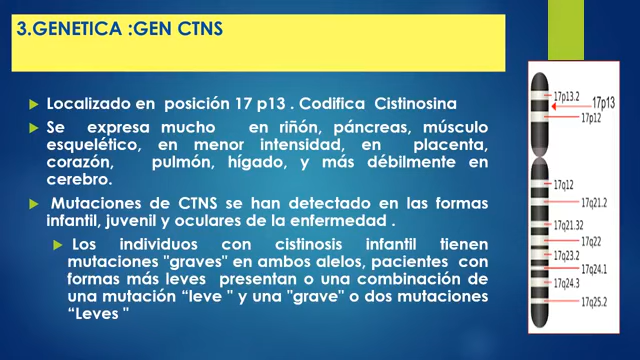 3.GENETICA :GEN CTNS
Localizado en posición 17 p13 . Codifica Cistinosina
Se expresa mucho en riñón, páncreas, músculo
esquelético, en menor intensidad, en placenta,
corazón, pulmón, hígado, y más débilmente en
cerebro.
Mutaciones de CTNS se han detectado en las formas
infantil, juvenil y oculares de la enfermedad .
Los individuos con cistinosis infantil tienen
mutaciones "graves" en ambos alelos, pacientes con
formas más leves presentan o una combinación de
una mutación “leve " y una "grave" o dos mutaciones
“Leves "
17p13.2
17p13
17p12
17q12
17q21.2
17q21.32
17q22
17q23.2
17q24.1
17q24.3
17q25.2